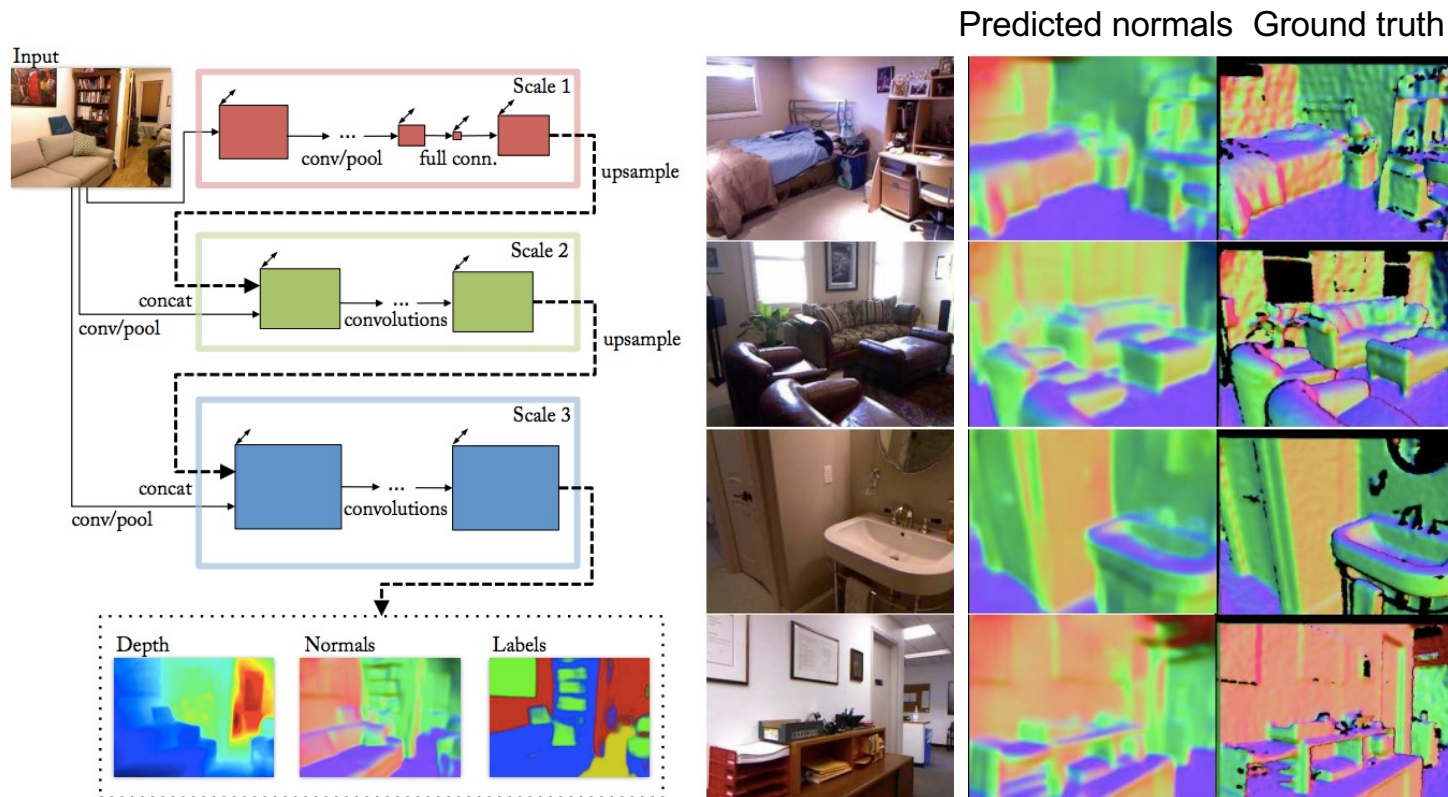 Predicted normals Ground truth
Input
Scale 1
...
conv/pool
full conn.
upsample
Scale 2
concat
...
conv/pool
convolutions
upsample
Scale 3
concat
...
conv/pool
convolutions
Depth
Normals
Labels